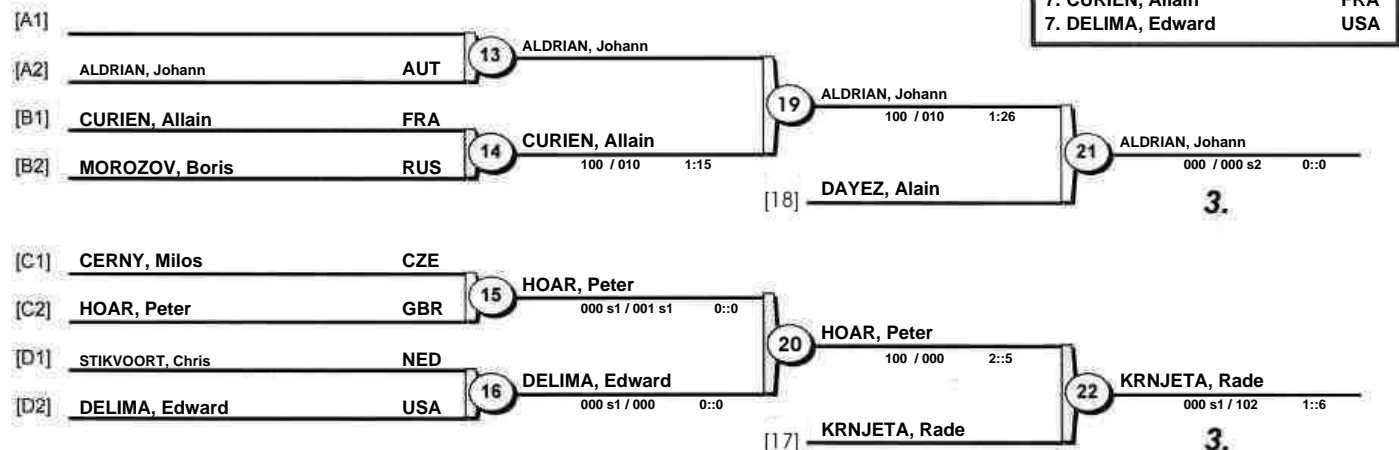 7. CURIEN, Allain FRA
7. DELIMA, Edward USA
[A1]
[A2] ALDRIAN, Johann AUT
13
ALDRIAN, Johann
[B1] CURIEN, Allain FRA
[B2] MOROZOV, Boris RUS
14
CURIEN, Allain
100 / 010 1:15
19
ALDRIAN, Johann
100 / 010 1:26
[18] DAYEZ, Alain
21
ALDRIAN, Johann
000 / 000 s2 0::0
3.
[C1] CERNY, Milos CZE
[C2] HOAR, Peter GBR
15
HOAR, Peter
000 s1 / 001 s1 0::0
[D1] STIKVOORT, Chris NED
[D2] DELIMA, Edward USA
16
DELIMA, Edward
000 s1 / 000 0::0
20
HOAR, Peter
100 / 000 2::5
[17] KRNJETA, Rade
22
KRNJETA, Rade
000 s1 / 102 1::6
3.